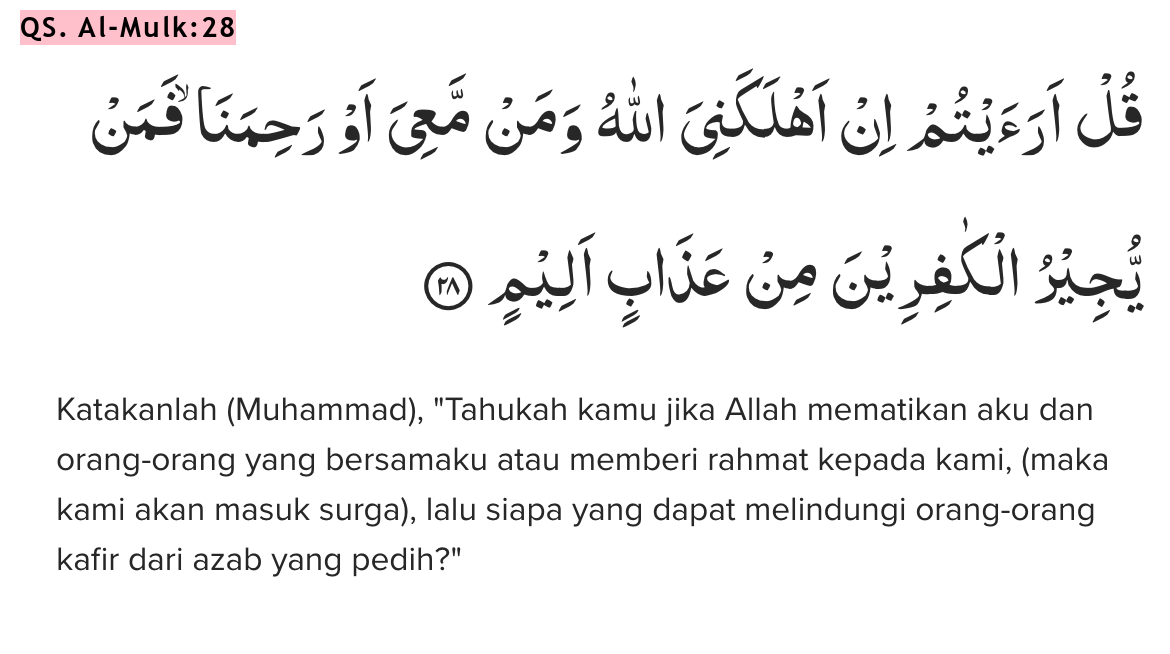 QS. Al-Mulk:28
قُلْ اَرَءَيْتُمْ اِنْ اَهْلَكَنِيَ اللّٰهُ وَمَنْ مَّعِيَ اَوْ رَحِمَنَاۙ فَمَنْ
يُّجِيْرُ الْكٰفِرِيْنَ مِنْ عَذَابٍ اَلِيْمٍ ٢٨
Katakanlah (Muhammad), "Tahukah kamu jika Allah mematikan aku dan
orang-orang yang bersamaku atau memberi rahmat kepada kami, (maka
kami akan masuk surga), lalu siapa yang dapat melindungi orang-orang
kafir dari azab yang pedih?"